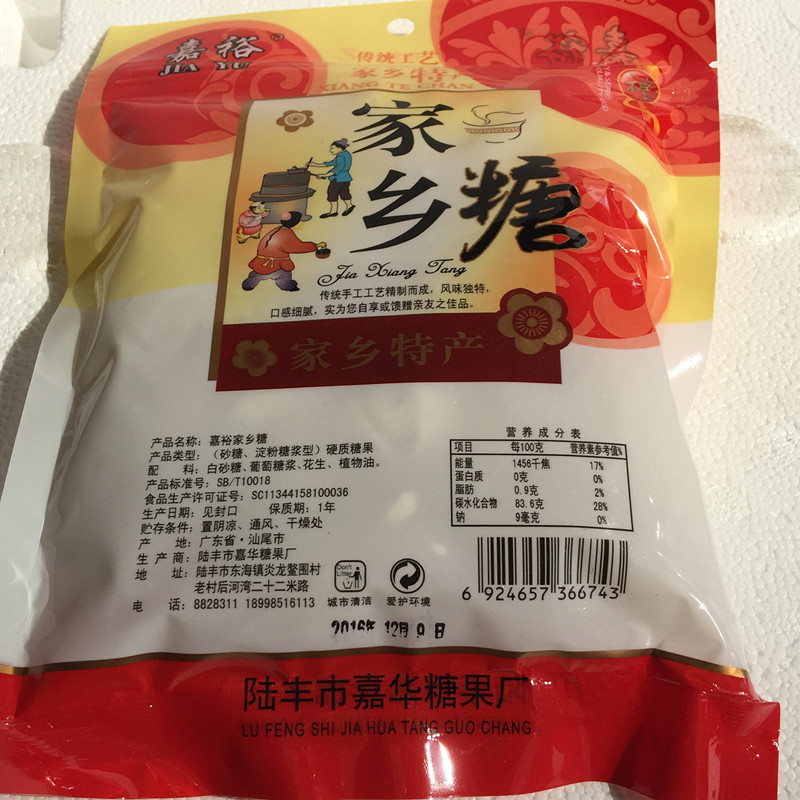 嘉裕®
JIA YU
传统工艺
家乡特产
XIANG TE CHAN
家乡糖
Jia Xiang Tang
传统手工工艺精制而成，风味独特，
口感细腻，实为您自享或馈赠亲友之佳品。
家乡特产
产品名称：嘉裕家乡糖
产品类型：（砂糖、淀粉糖浆型）硬质糖果
配 料：白砂糖、葡萄糖浆、花生、植物油。
产品标准号：SB/T10018
食品生产许可证号：SC11344158100036
生产日期：见封口 保质期：1年
贮存条件：置阴凉、通风、干燥处
产 地：广东省·汕尾市
生 产 商：陆丰市嘉华糖果厂
地 址：陆丰市东海镇炎龙鳌围村
老村后河湾二十二米路
电 话：8828311 18998516113
营养成分表
项目 每100克 营养素参考值%
能量 1456千焦 17%
蛋白质 0克 0%
脂肪 0.9克 2%
碳水化合物 83.6克 28%
钠 9毫克 0%
Don't Litter
城市清洁 爱护环境
6 924657 366743
2016年 12月 9 日
陆丰市嘉华糖果厂
LU FENG SHI JIA HUA TANG GUO CHANG